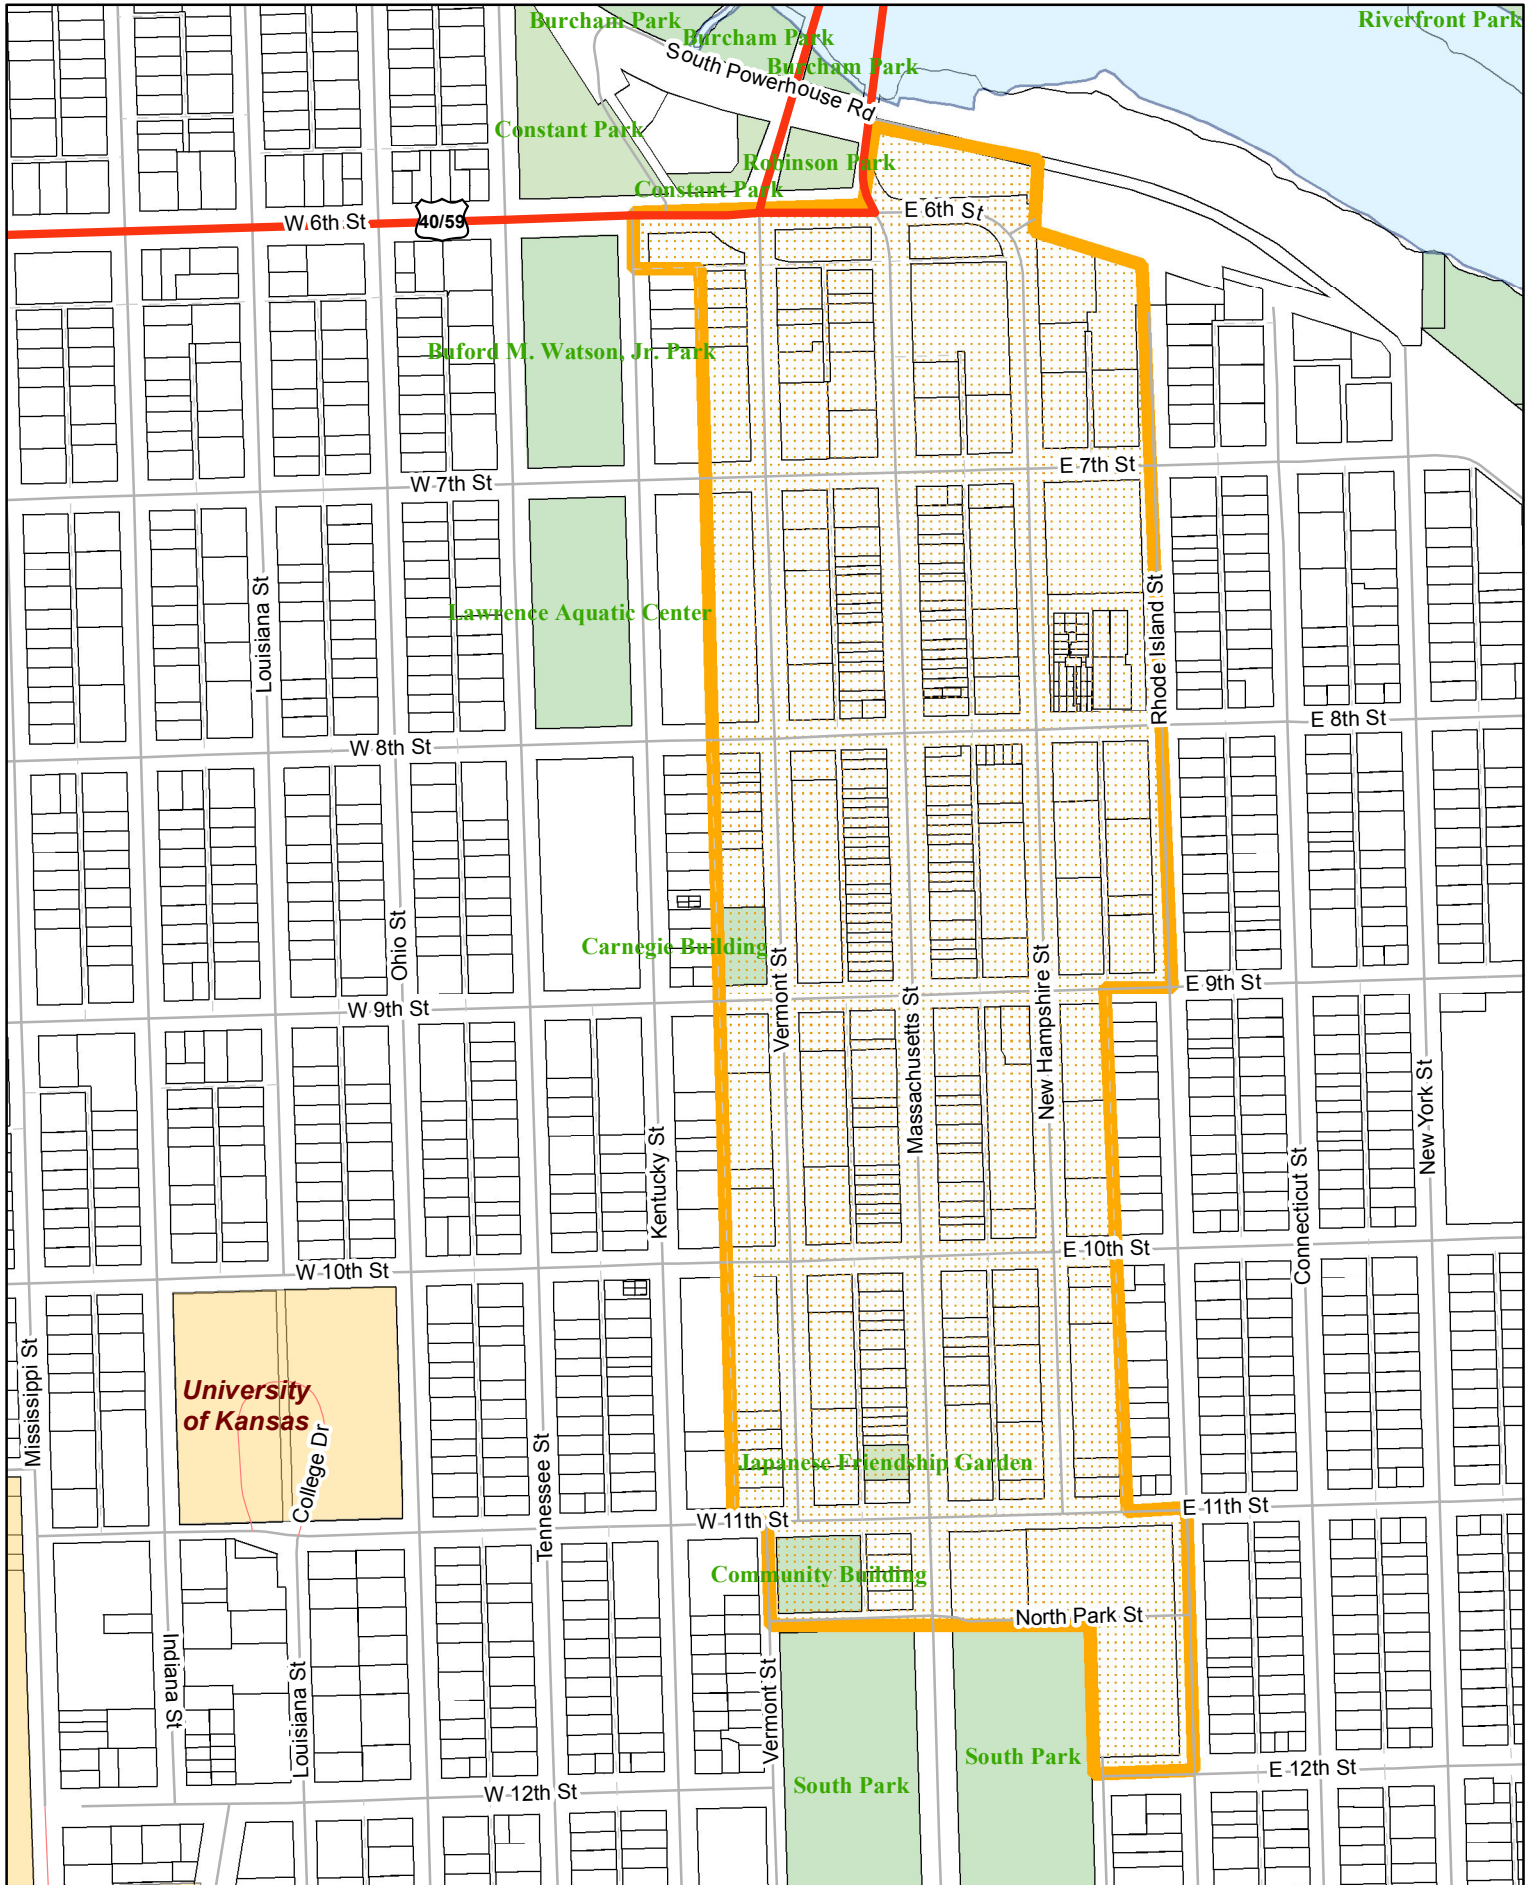 Burcham Park
Riverfront Park
Burcham Park
South Powerhouse Rd
Burcham Park
Constant Park
Robinson Park
Constant Park
E 6th St
W 6th St
40/59
Buford M. Watson, Jr. Park
E 7th St
W 7th St
Louisiana St
Lawrence Aquatic Center
Rhode Island St
E 8th St
W 8th St
Ohio St
Carnegie Building
Vermont St
Massachusetts St
New Hampshire St
E 9th St
W 9th St
Kentucky St
New York St
Connecticut St
E 10th St
W 10th St
Mississippi St
University
of Kansas
College Dr
Tennessee St
Japanese Friendship Garden
E 11th St
W 11th St
Community Building
North Park St
Indiana St
Louisiana St
Vermont St
South Park
South Park
E 12th St
W 12th St